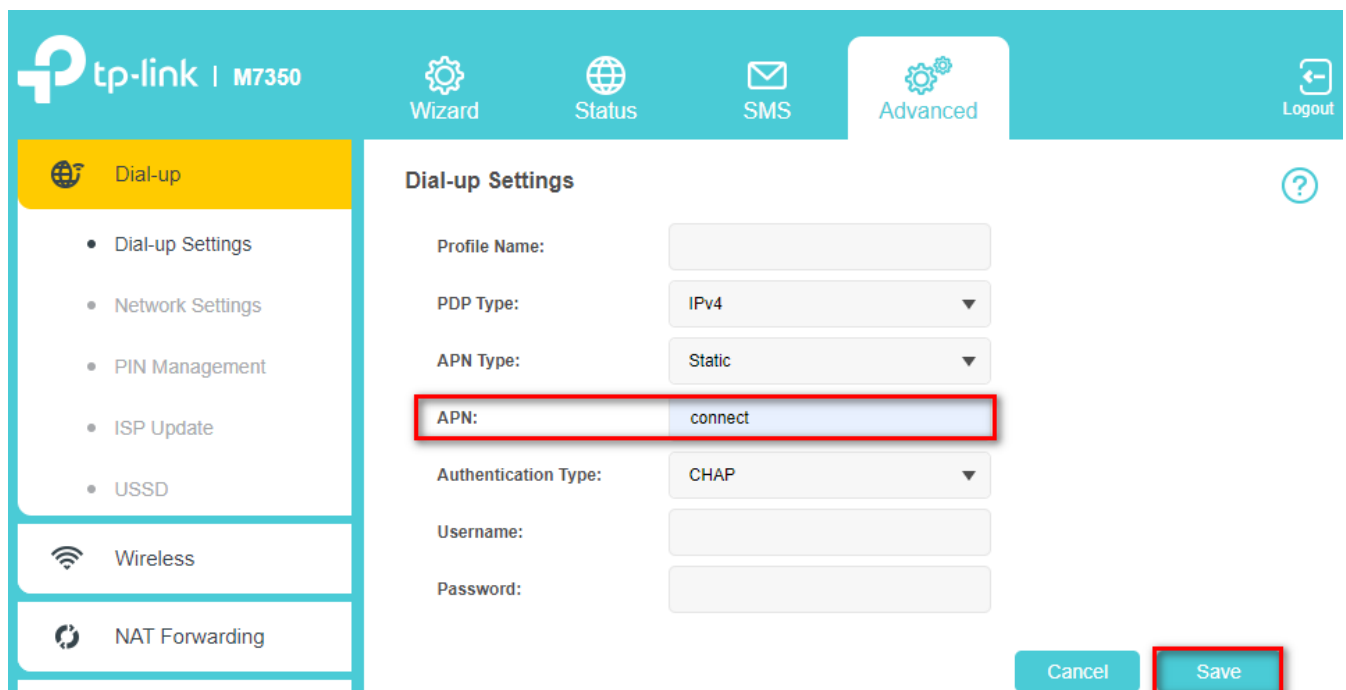 tp-link | M7350
Wizard
Status
SMS
Advanced
Logout
Dial-up
Dial-up Settings
Network Settings
PIN Management
ISP Update
USSD
Wireless
NAT Forwarding
Dial-up Settings
?
Profile Name:
PDP Type: IPv4
APN Type: Static
APN: connect
Authentication Type: CHAP
Username:
Password:
Cancel Save